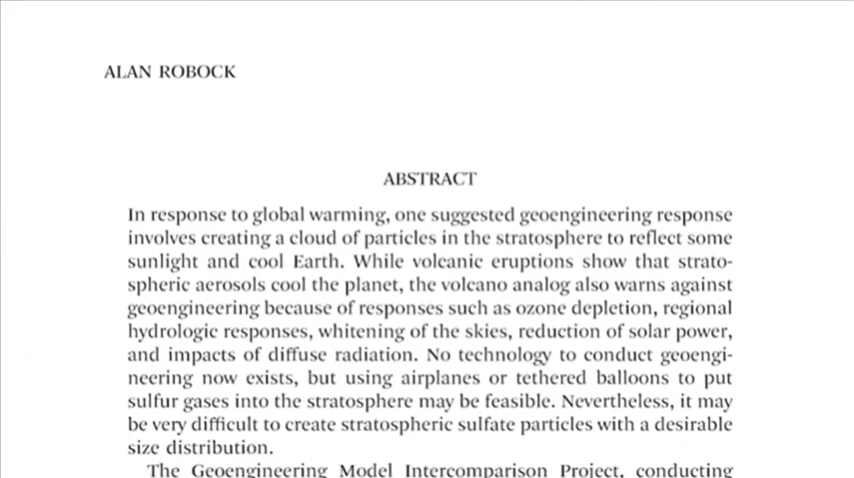 ALAN ROBOCK
ABSTRACT
In response to global warming, one suggested geoengineering response
involves creating a cloud of particles in the stratosphere to reflect some
sunlight and cool Earth. While volcanic eruptions show that strato-
spheric aerosols cool the planet, the volcano analog also warns against
geoengineering because of responses such as ozone depletion, regional
hydrologic responses, whitening of the skies, reduction of solar power,
and impacts of diffuse radiation. No technology to conduct geoengi-
neering now exists, but using airplanes or tethered balloons to put
sulfur gases into the stratosphere may be feasible. Nevertheless, it may
be very difficult to create stratospheric sulfate particles with a desirable
size distribution.
The Geoengineering Model Intercomparison Project, conducting